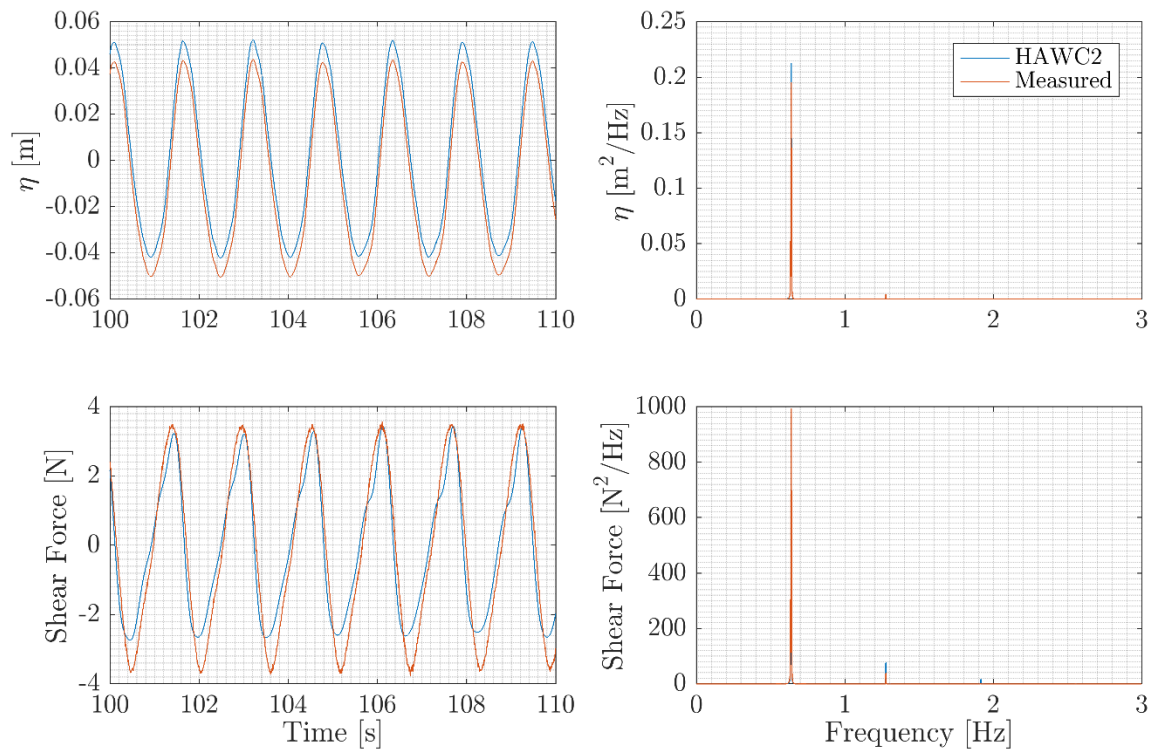 0.06
0.04
0.02
0
-0.02
-0.04
-0.06
η [m]
100 102 104 106 108 110
0.25
0.2
0.15
0.1
0.05
0
η [m²/Hz]
HAWC2
Measured
0 1 2 3
4
2
0
-2
-4
Shear Force [N]
100 102 104 106 108 110
Time [s]
1000
800
600
400
200
0
Shear Force [N²/Hz]
0 1 2 3
Frequency [Hz]